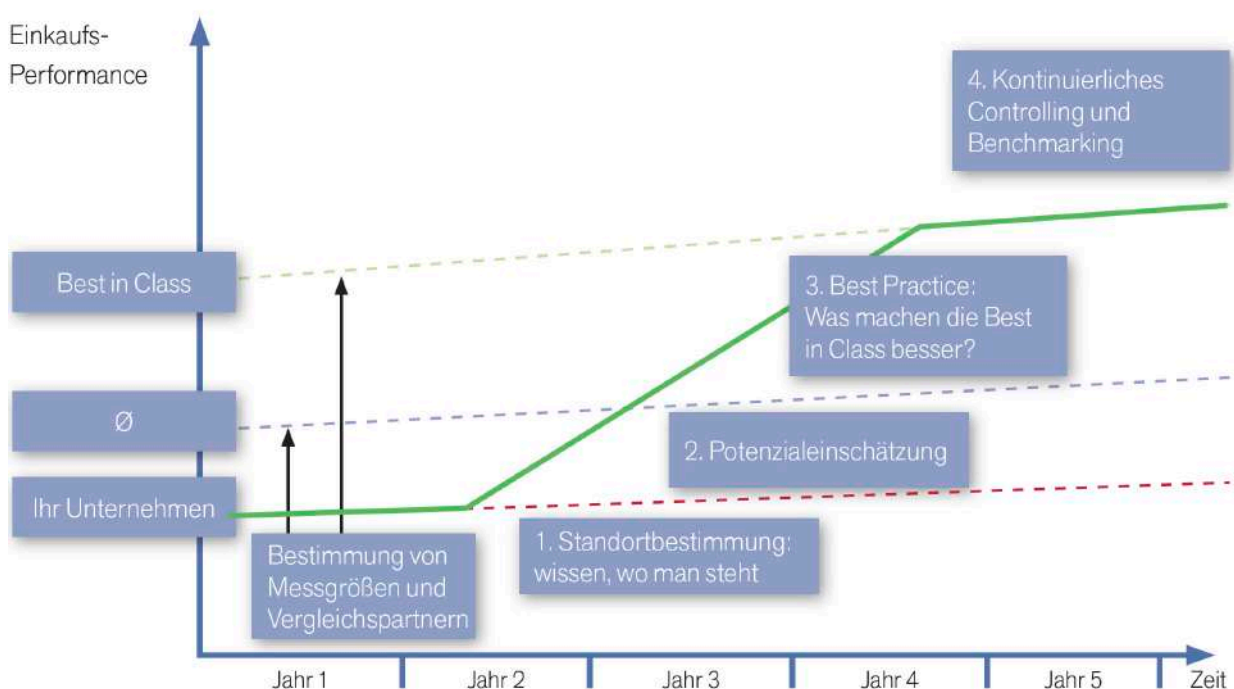 Einkaufs-
Performance
4. Kontinuierliches
Controlling und
Benchmarking
Best in Class
3. Best Practice:
Was machen die Best
in Class besser?
Ø
2. Potenzialeinschätzung
Ihr Unternehmen
1. Standortbestimmung:
wissen, wo man steht
Bestimmung von
Messgrößen und
Vergleichspartnern
Jahr 1
Jahr 2
Jahr 3
Jahr 4
Jahr 5
Zeit